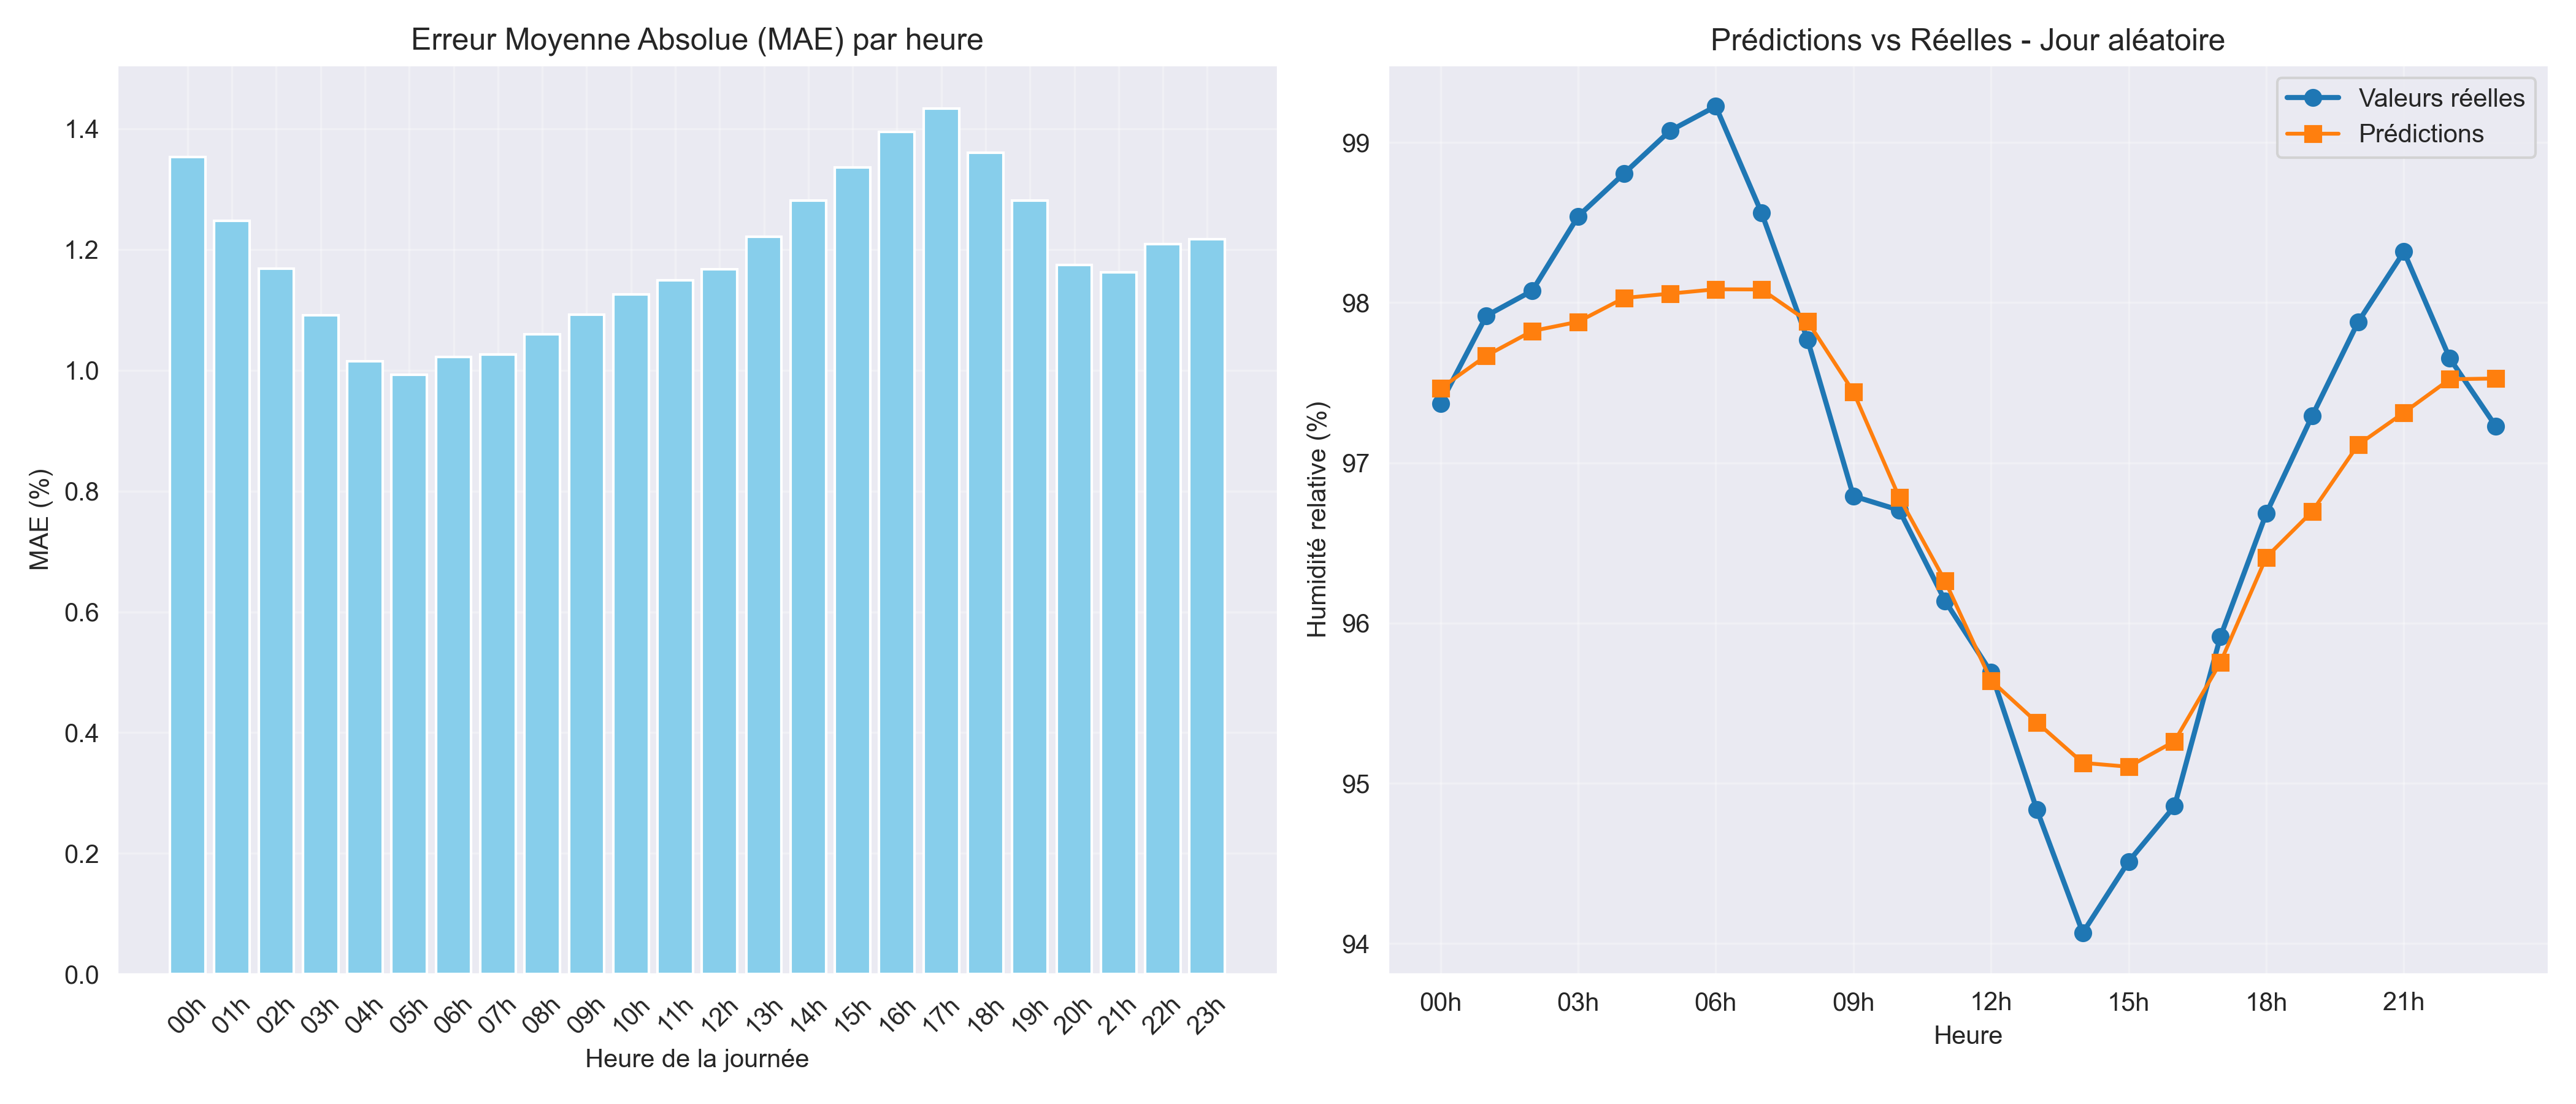 Erreur Moyenne Absolue (MAE) par heure
MAE (%)
1.4
1.2
1.0
0.8
0.6
0.4
0.2
0.0
00h 01h 02h 03h 04h 05h 06h 07h 08h 09h 10h 11h 12h 13h 14h 15h 16h 17h 18h 19h 20h 21h 22h 23h
Heure de la journée
Prédictions vs Réelles - Jour aléatoire
Valeurs réelles
Prédictions
Humidité relative (%)
99
98
97
96
95
94
00h 03h 06h 09h 12h 15h 18h 21h
Heure